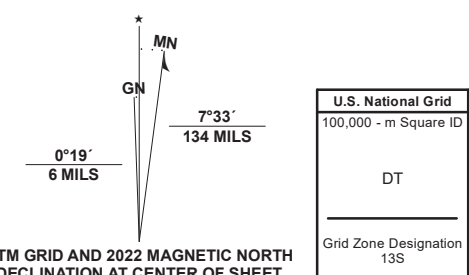 ★
MN
GN
7°33´
134 MILS
0°19´
6 MILS
TM GRID AND 2022 MAGNETIC NORTH
DECLINATION AT CENTER OF SHEET
U.S. National Grid
100,000 - m Square ID
DT
Grid Zone Designation
13S